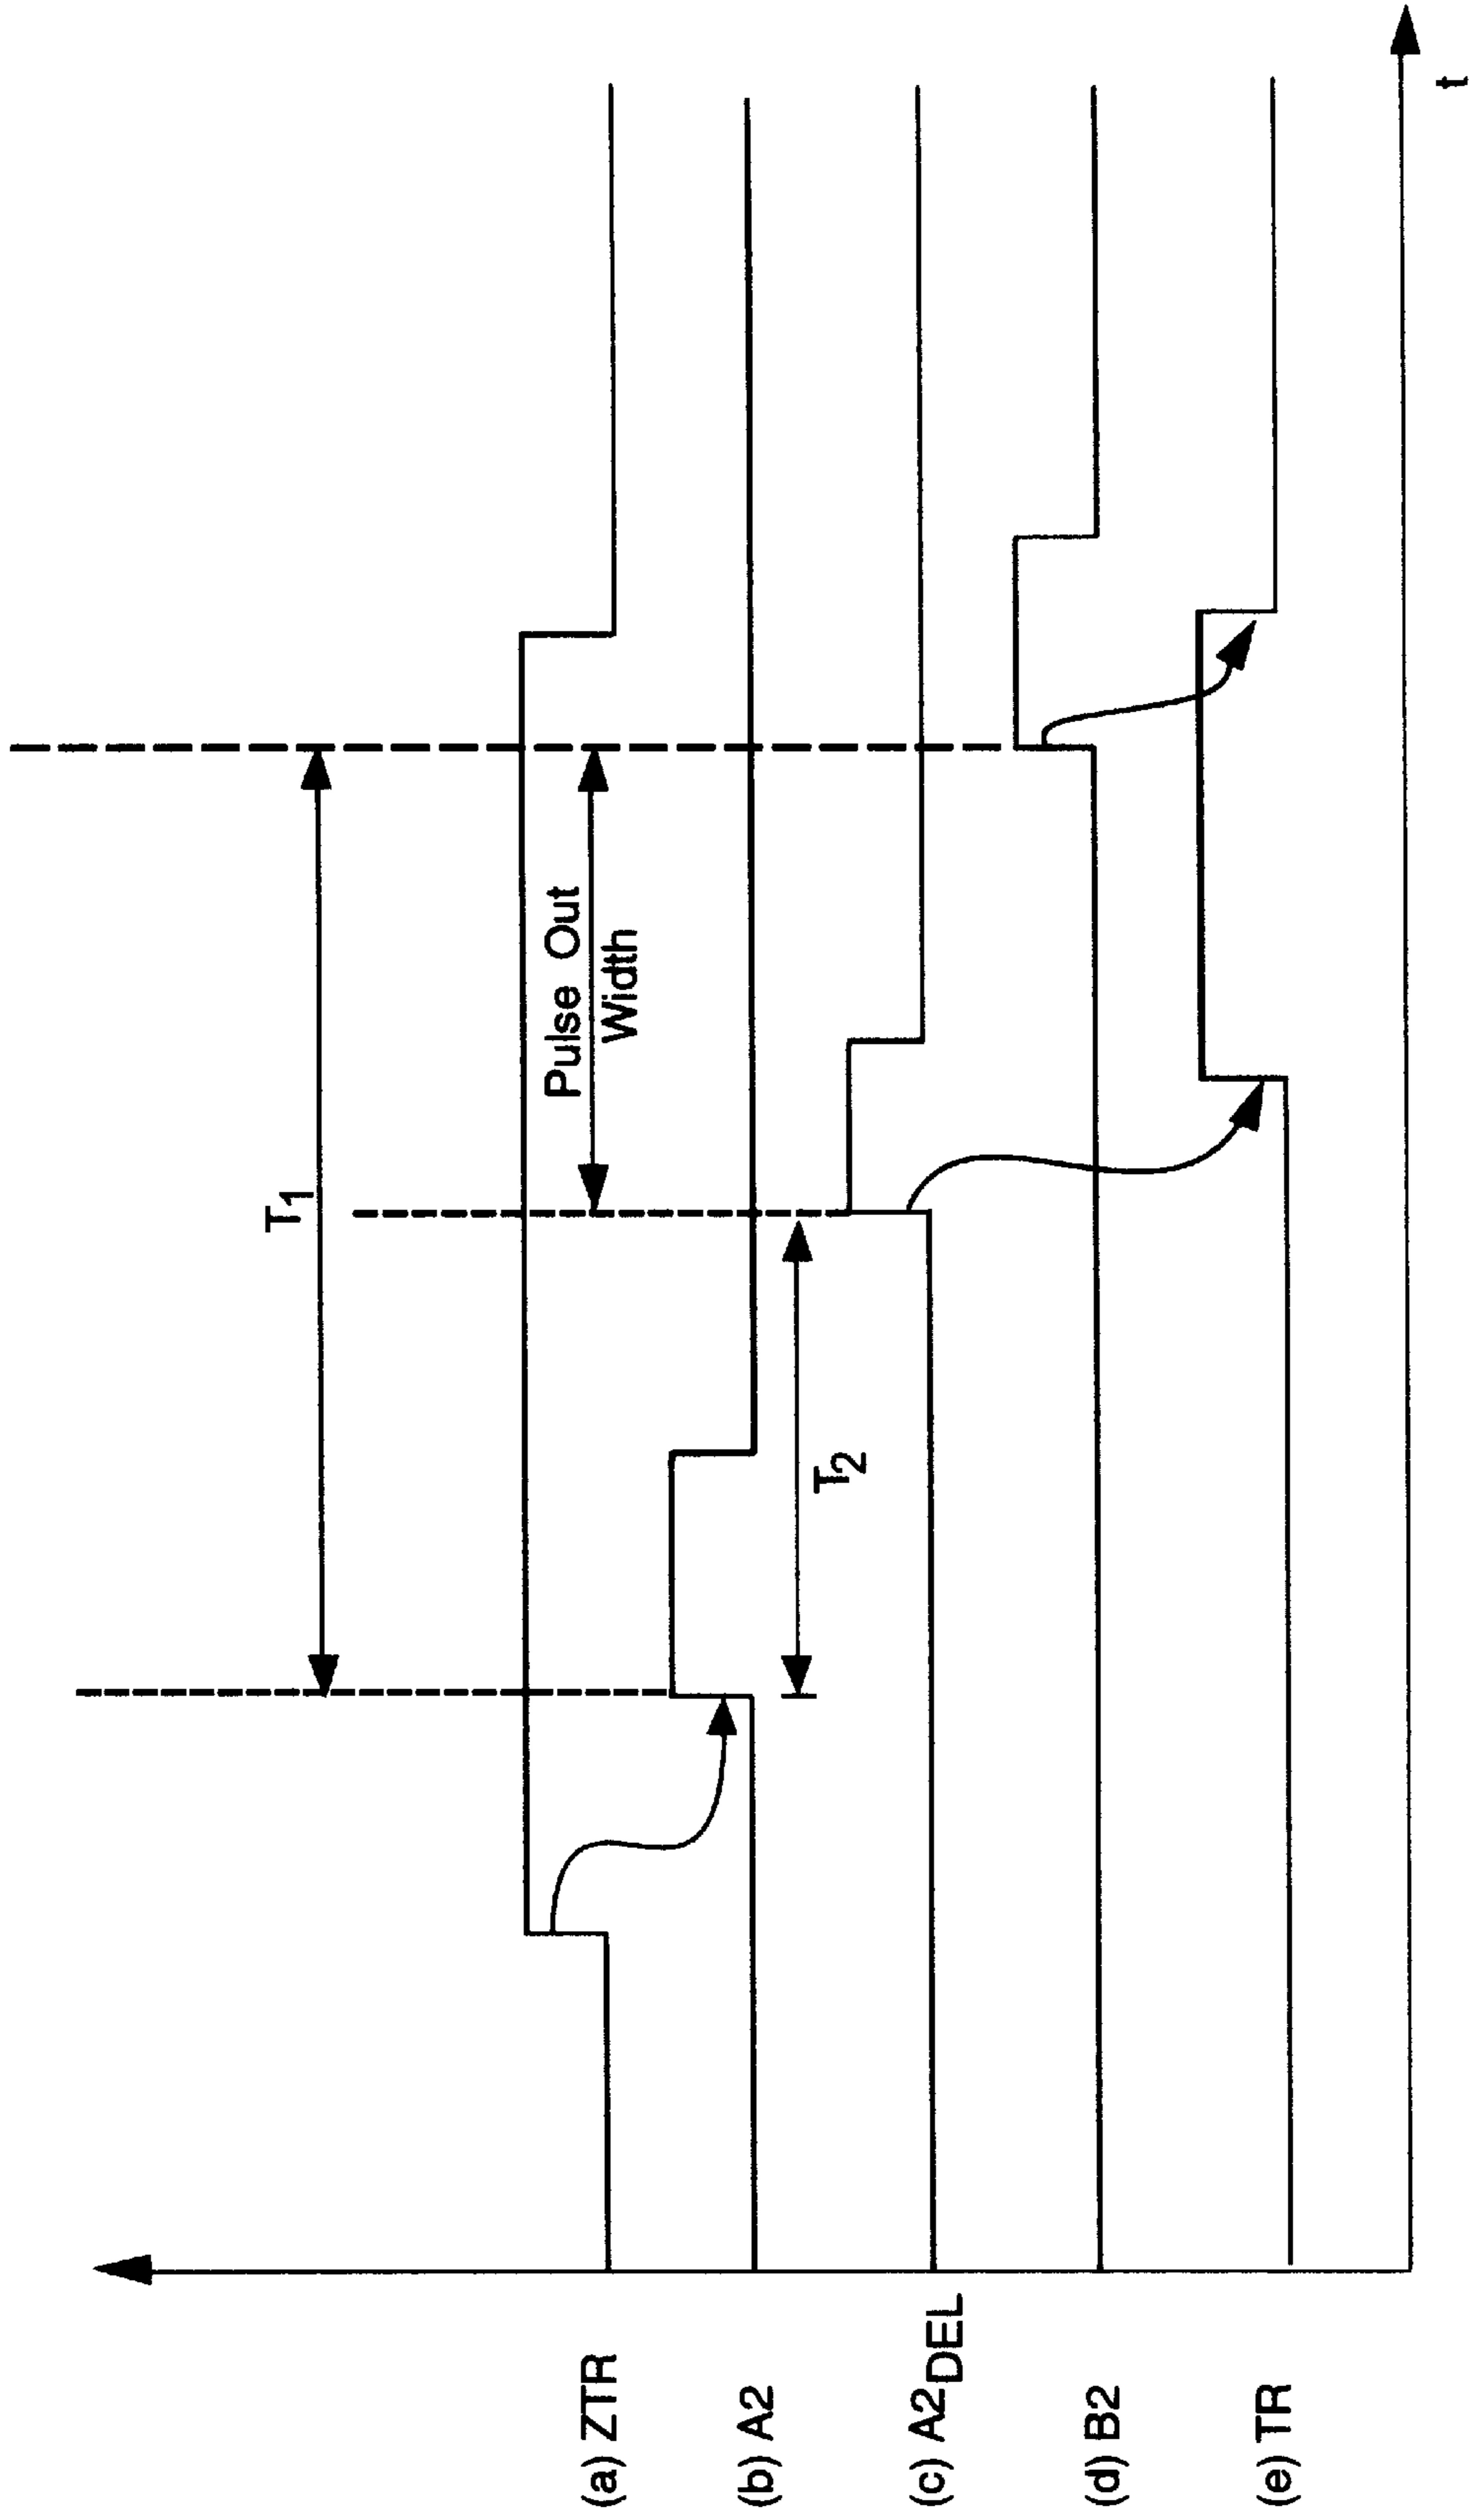 T1
Pulse Out
Width
T2
(a) ZTR
(b) A2
(c) A2DEL
(d) B2
(e) TR
t